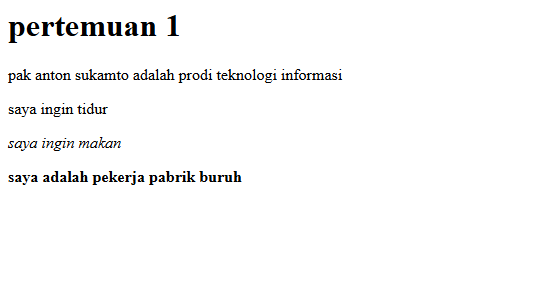 pertemuan 1
pak anton sukamto adalah prodi teknologi informasi
saya ingin tidur
saya ingin makan
saya adalah pekerja pabrik buruh